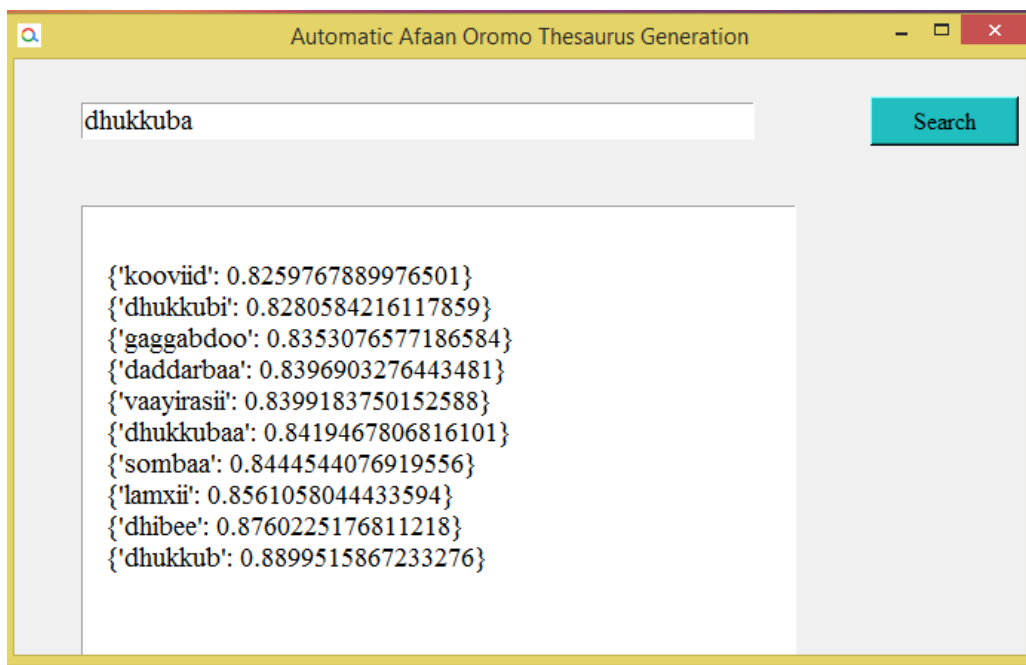 Automatic Afaan Oromo Thesaurus Generation
dhukkuba
Search
{'kooviid': 0.8259767889976501}
{'dhukkubi': 0.8280584216117859}
{'gaggabdoo': 0.8353076577186584}
{'daddarbaa': 0.8396903276443481}
{'vaayirasii': 0.8399183750152588}
{'dhukkubaa': 0.8419467806816101}
{'sombaa': 0.8444544076919556}
{'lamxii': 0.8561058044433594}
{'dhibee': 0.8760225176811218}
{'dhukkub': 0.8899515867233276}